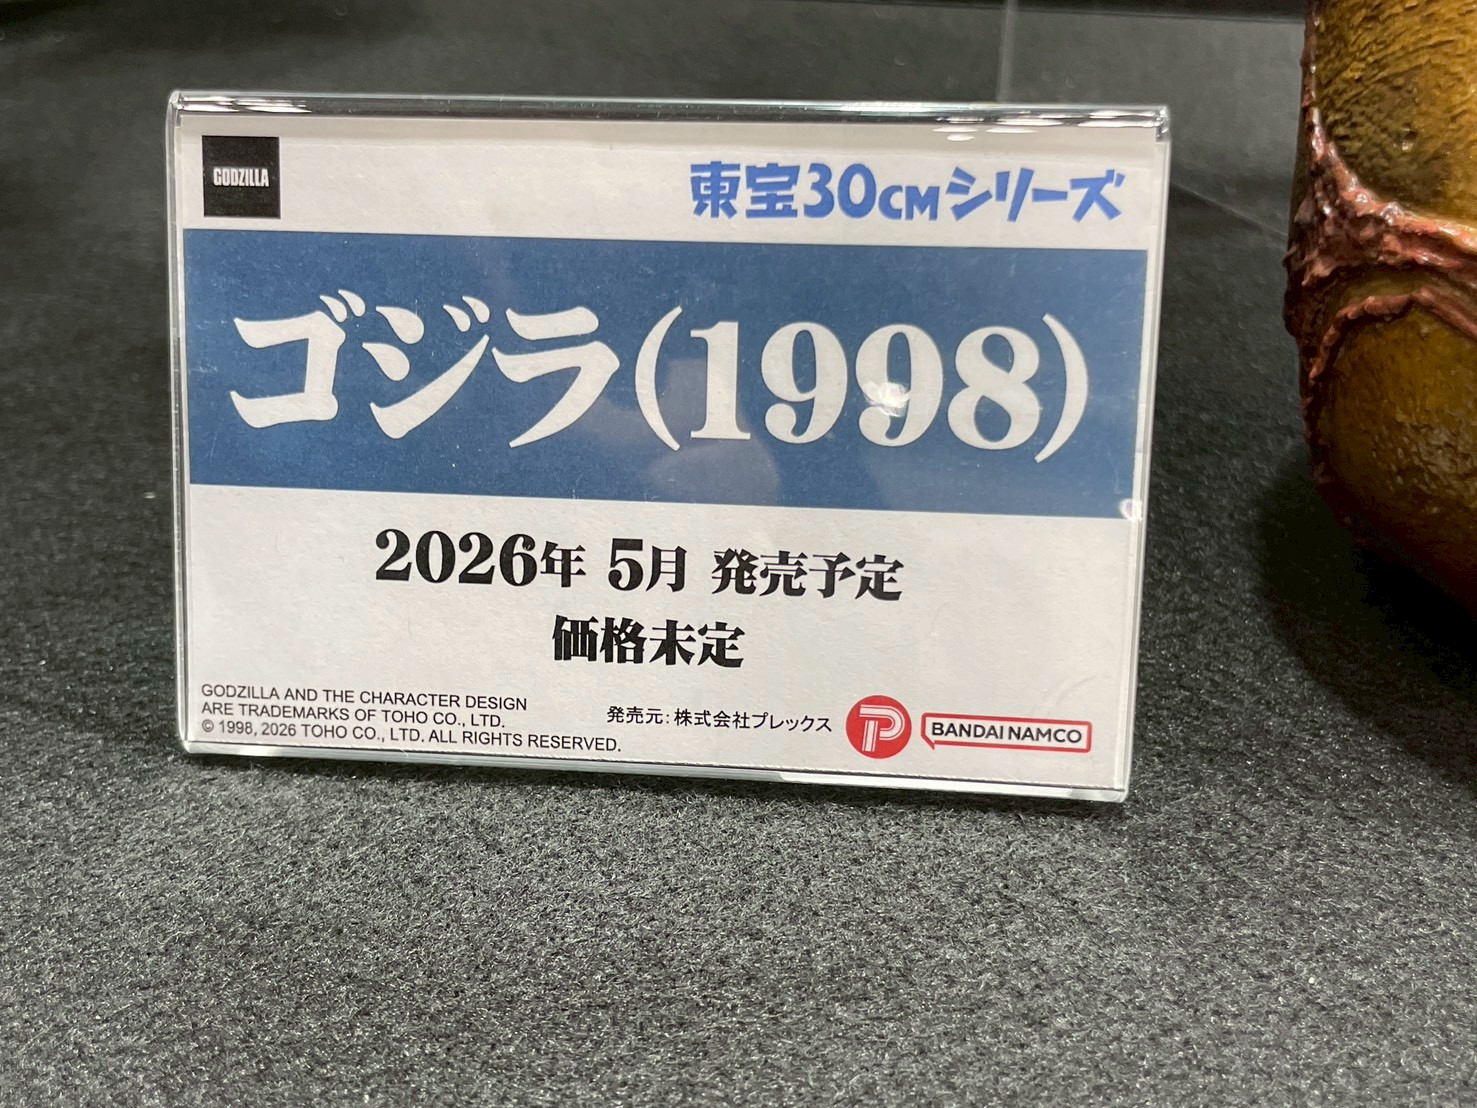 GODZILLA
東宝30CMシリーズ
ゴジラ(1998)
2026年 5月 発売予定
価格未定
GODZILLA AND THE CHARACTER DESIGN
ARE TRADEMARKS OF TOHO CO., LTD.
© 1998, 2026 TOHO CO., LTD. ALL RIGHTS RESERVED.
発売元：株式会社プレックス
P
BANDAI NAMCO